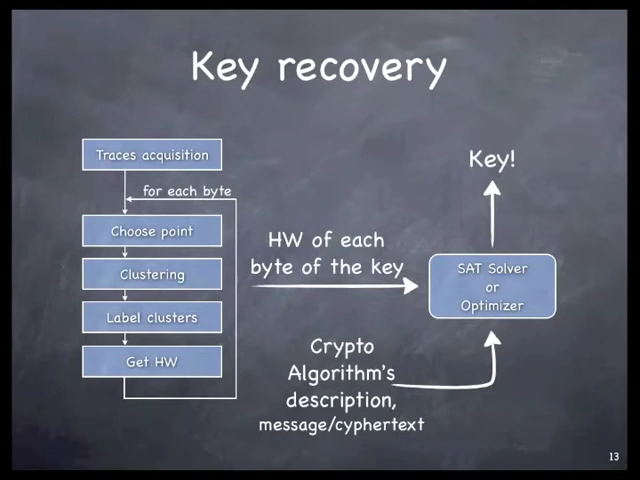 Key recovery
Traces acquisition
for each byte
Choose point
Clustering
Label clusters
Get HW
HW of each
byte of the key
Crypto
Algorithm's
description,
message/cyphertext
Key!
SAT Solver
or
Optimizer
13